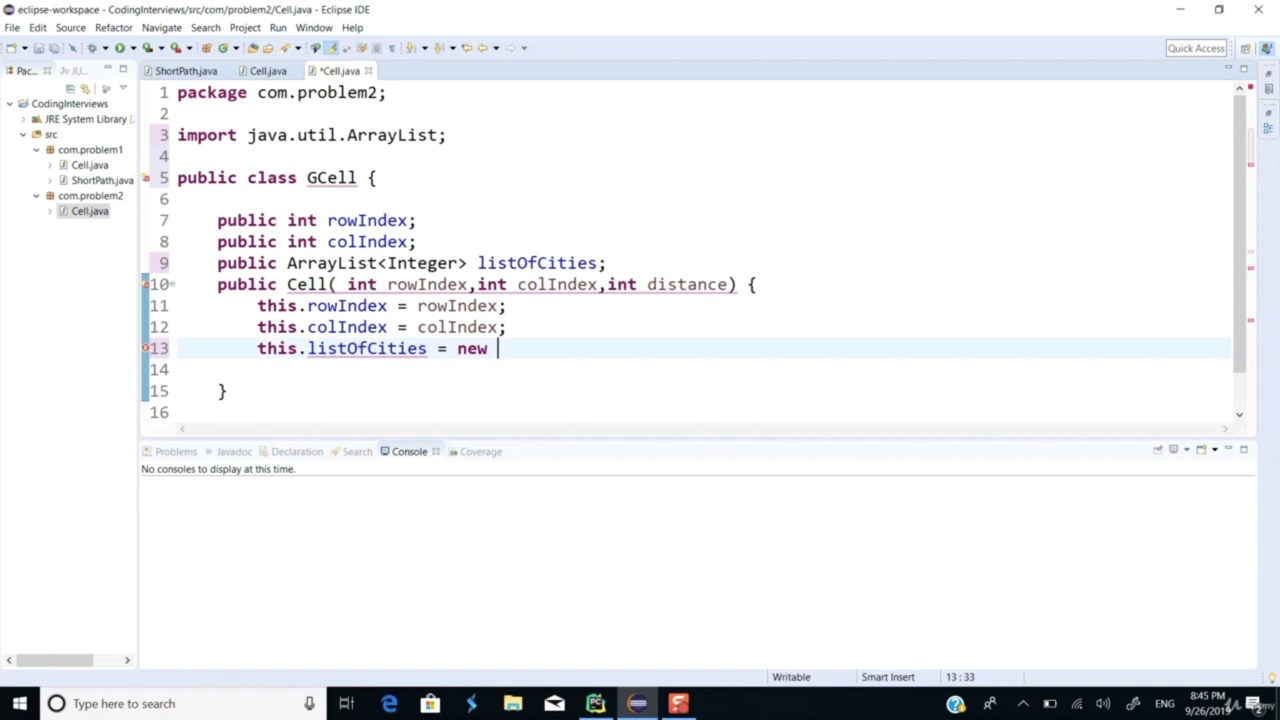 eclipse-workspace - CodingInterviews/src/com/problem2/Cell.java - Eclipse IDE
File Edit Source Refactor Navigate Search Project Run Window Help
Quick Access
Pac... JU...
ShortPath.java Cell.java *Cell.java
CodingInterviews
JRE System Library [
src
com.problem1
Cell.java
ShortPath.java
com.problem2
Cell.java
1 package com.problem2;
2
3 import java.util.ArrayList;
4
5 public class GCell {
6
7 public int rowIndex;
8 public int colIndex;
9 public ArrayList<Integer> listOfCities;
10 public Cell( int rowIndex,int colIndex,int distance) {
11 this.rowIndex = rowIndex;
12 this.colIndex = colIndex;
13 this.listOfCities = new
14
15 }
16
Problems Javadoc Declaration Search Console Coverage
No consoles to display at this time.
Writable Smart Insert 13 : 33
Type here to search
ENG
8:45 PM
9/26/2019